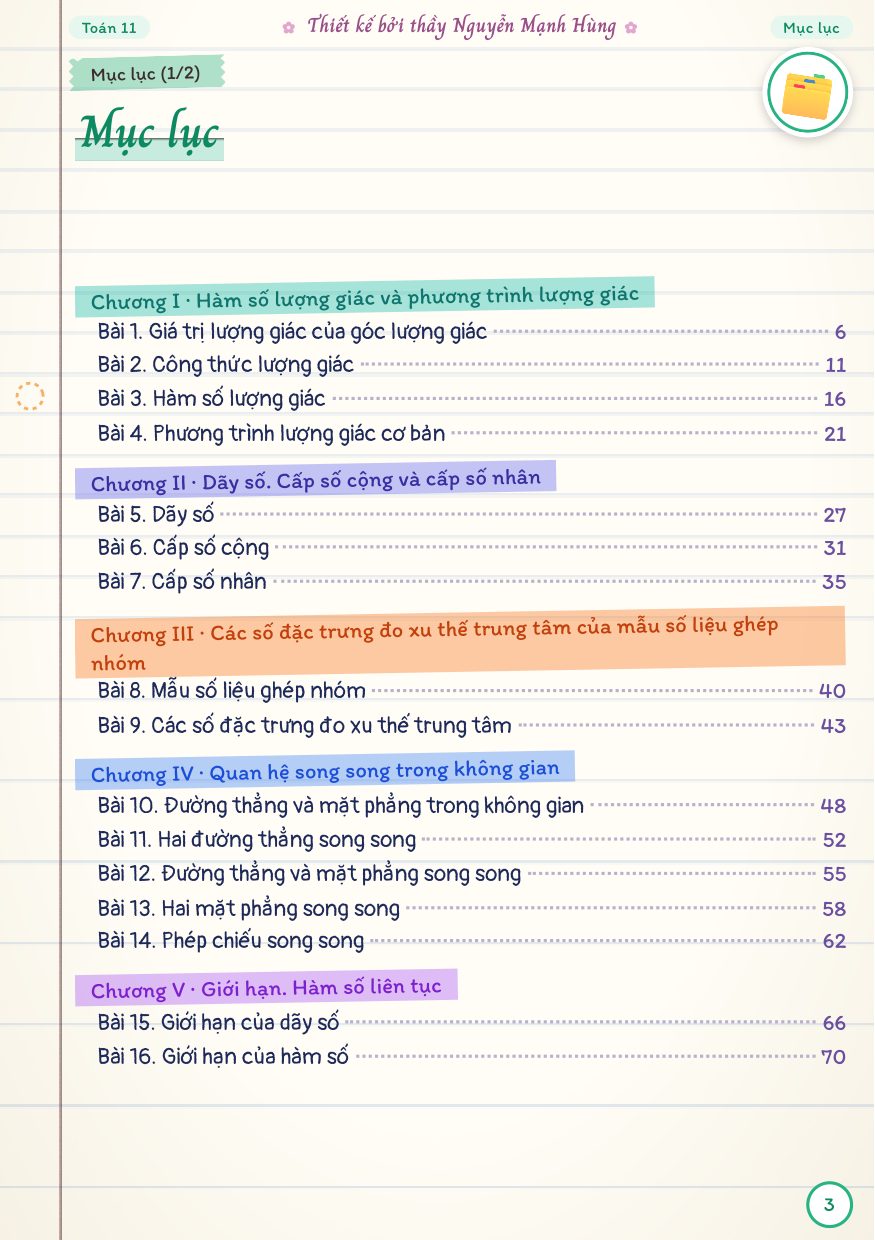 Toán 11
Thiết kế bởi thầy Nguyễn Mạnh Hùng
Mục lục
Mục lục (1/2)
Mục lục
Chương I · Hàm số lượng giác và phương trình lượng giác
Bài 1. Giá trị lượng giác của góc lượng giác 6
Bài 2. Công thức lượng giác 11
Bài 3. Hàm số lượng giác 16
Bài 4. Phương trình lượng giác cơ bản 21
Chương II · Dãy số. Cấp số cộng và cấp số nhân
Bài 5. Dãy số 27
Bài 6. Cấp số cộng 31
Bài 7. Cấp số nhân 35
Chương III · Các số đặc trưng đo xu thế trung tâm của mẫu số liệu ghép
nhóm
Bài 8. Mẫu số liệu ghép nhóm 40
Bài 9. Các số đặc trưng đo xu thế trung tâm 43
Chương IV · Quan hệ song song trong không gian
Bài 10. Đường thẳng và mặt phẳng trong không gian 48
Bài 11. Hai đường thẳng song song 52
Bài 12. Đường thẳng và mặt phẳng song song 55
Bài 13. Hai mặt phẳng song song 58
Bài 14. Phép chiếu song song 62
Chương V · Giới hạn. Hàm số liên tục
Bài 15. Giới hạn của dãy số 66
Bài 16. Giới hạn của hàm số 70
3